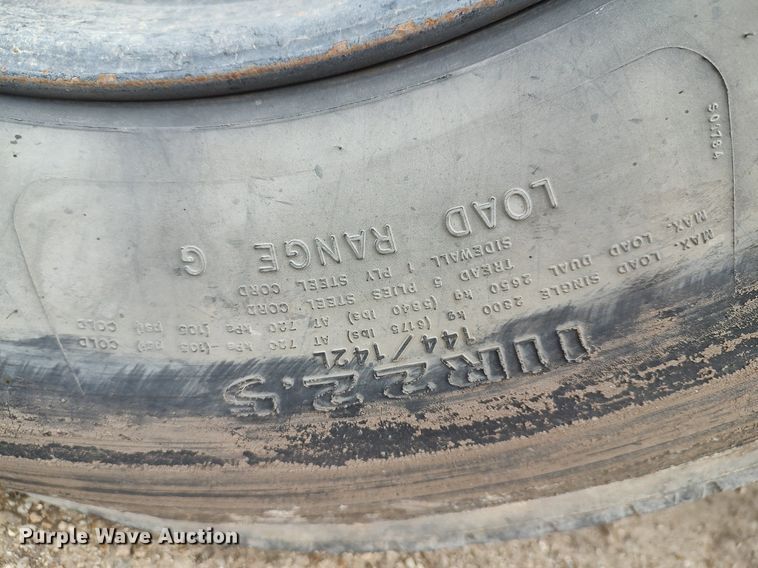 11R22.5
144/142L
MAX. LOAD SINGLE 2800 kg (6175 lbs) AT 720 kPa (105 psi) COLD
MAX. LOAD DUAL 2650 kg (5840 lbs) AT 720 kPa (105 psi) COLD
TREAD 5 PLIES STEEL CORD
SIDEWALL 1 PLY STEEL CORD
LOAD RANGE G
Purple Wave Auction